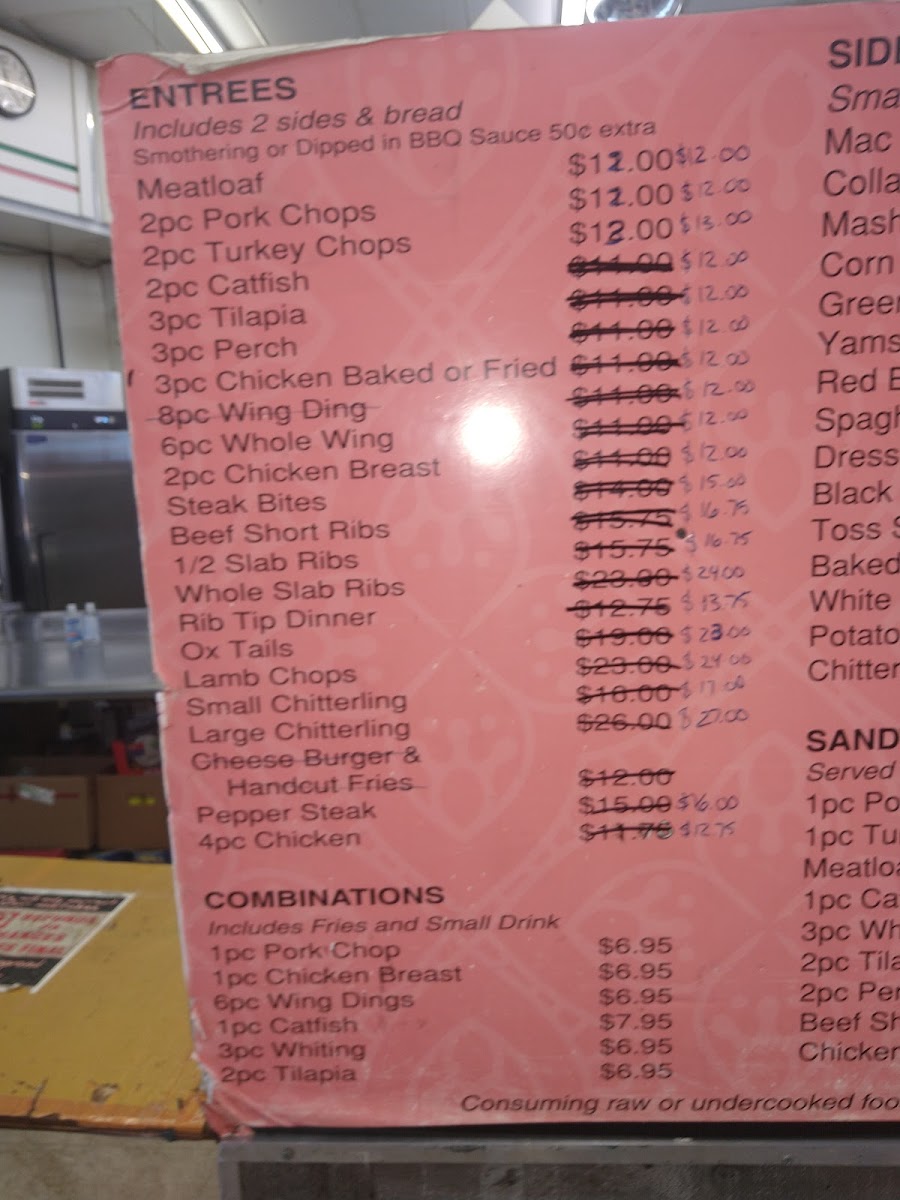 ENTREES
Includes 2 sides & bread
Smothering or Dipped in BBQ Sauce 50¢ extra
Meatloaf $12.00 $12.00
2pc Pork Chops $12.00 $12.00
2pc Turkey Chops $12.00 $13.00
2pc Catfish $11.00 $12.00
3pc Tilapia $11.00 $12.00
3pc Perch $11.00 $12.00
3pc Chicken Baked or Fried $11.00 $12.00
8pc Wing Ding $11.00 $12.00
6pc Whole Wing $11.00 $12.00
2pc Chicken Breast $11.00 $12.00
Steak Bites $14.00 $15.00
Beef Short Ribs $15.75 $16.75
1/2 Slab Ribs $15.75 $16.75
Whole Slab Ribs $23.00 $24.00
Rib Tip Dinner $12.75 $13.75
Ox Tails $19.00 $23.00
Lamb Chops $23.00 $24.00
Small Chitterling $16.00 $17.00
Large Chitterling $26.00 $27.00
Cheese Burger &
Handcut Fries $12.00
Pepper Steak $15.00 $16.00
4pc Chicken $11.75 $12.75
COMBINATIONS
Includes Fries and Small Drink
1pc Pork Chop $6.95
1pc Chicken Breast $6.95
6pc Wing Dings $6.95
1pc Catfish $7.95
3pc Whiting $6.95
2pc Tilapia $6.95
SIDE
Sma
Mac
Colla
Mash
Corn
Green
Yams
Red B
Spagh
Dress
Black
Toss S
Baked
White
Potato
Chitter
SAND
Served
1pc Po
1pc Tu
Meatloa
1pc Ca
3pc Wh
2pc Tila
2pc Per
Beef Sh
Chicken
Consuming raw or undercooked foo